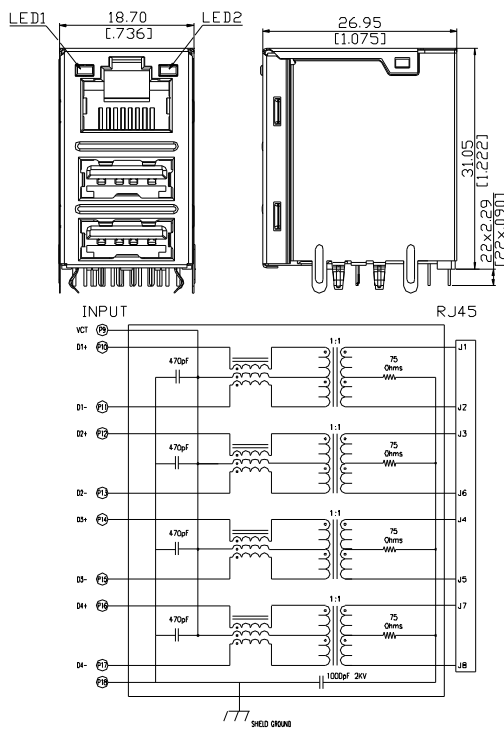 LED1
18.70
[.736]
LED2
26.95
[1.075]
31.05
[1.222]
22x2.29
[22x.090]
INPUT
RJ45
VCT P9
D1+ P10
470pF
1:1
75
Ohms
J1
D1- P11
J2
D2+ P12
470pF
1:1
75
Ohms
J3
D2- P13
J6
D3+ P14
470pF
1:1
75
Ohms
J4
D3- P15
J5
D4+ P16
470pF
1:1
75
Ohms
J7
D4- P17
J8
P18
1000pF 2KV
SHIELD GROUND